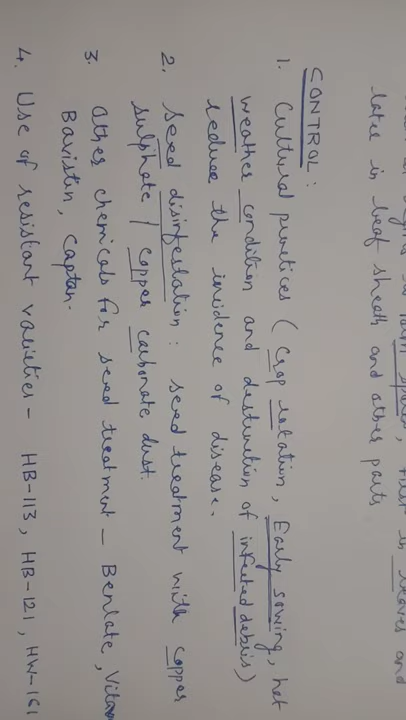 later in leaf sheath and other parts
CONTROL:
1. Cultural practices (Crop rotation, Early sowing, hot
weather condition and destruction of infected debris)
reduce the incidence of disease.
2. Seed disinfestation: seed treatment with copper
sulphate / copper carbonate dust.
3. Other chemicals for seed treatment - Benlate,
Bavistin, Captan.
4. Use of resistant varieties - HB-113, HB-121, HW-161